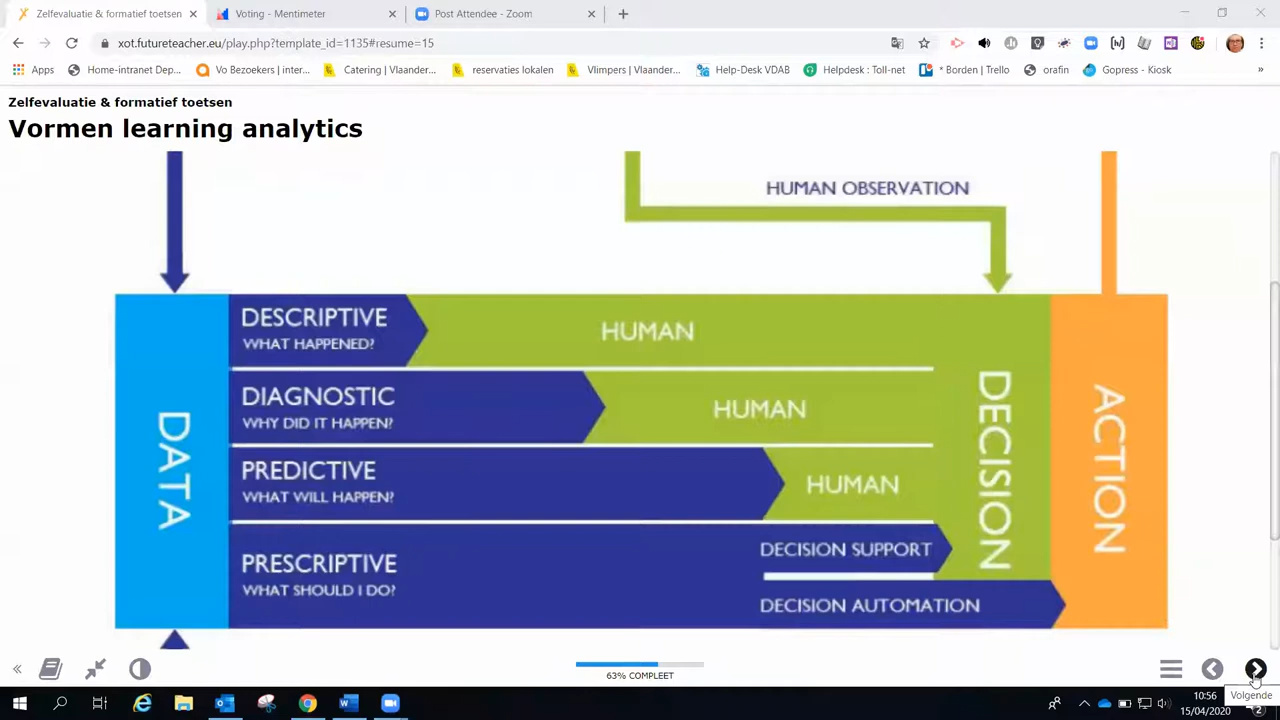 Zelfevaluatie & formatief toetsen
Voting - Mentimeter
Post Attendee - Zoom
xot.futureteacher.eu/play.php?template_id=1135#resume=15
Apps
Home-intranet Dep...
Vo Bezoekers | inter...
Catering | Vlaander...
reservaties lokalen
Vlimpers | Vlaander...
Help-Desk VDAB
Helpdesk : Toll-net
* Borden | Trello
orafin
Gopress - Kiosk
»
Zelfevaluatie & formatief toetsen
Vormen learning analytics
HUMAN OBSERVATION
DATA
DESCRIPTIVE
WHAT HAPPENED?
HUMAN
DIAGNOSTIC
WHY DID IT HAPPEN?
HUMAN
PREDICTIVE
WHAT WILL HAPPEN?
HUMAN
PRESCRIPTIVE
WHAT SHOULD I DO?
DECISION SUPPORT
DECISION AUTOMATION
DECISION
ACTION
63% COMPLEET
Volgende
10:56
15/04/2020
2